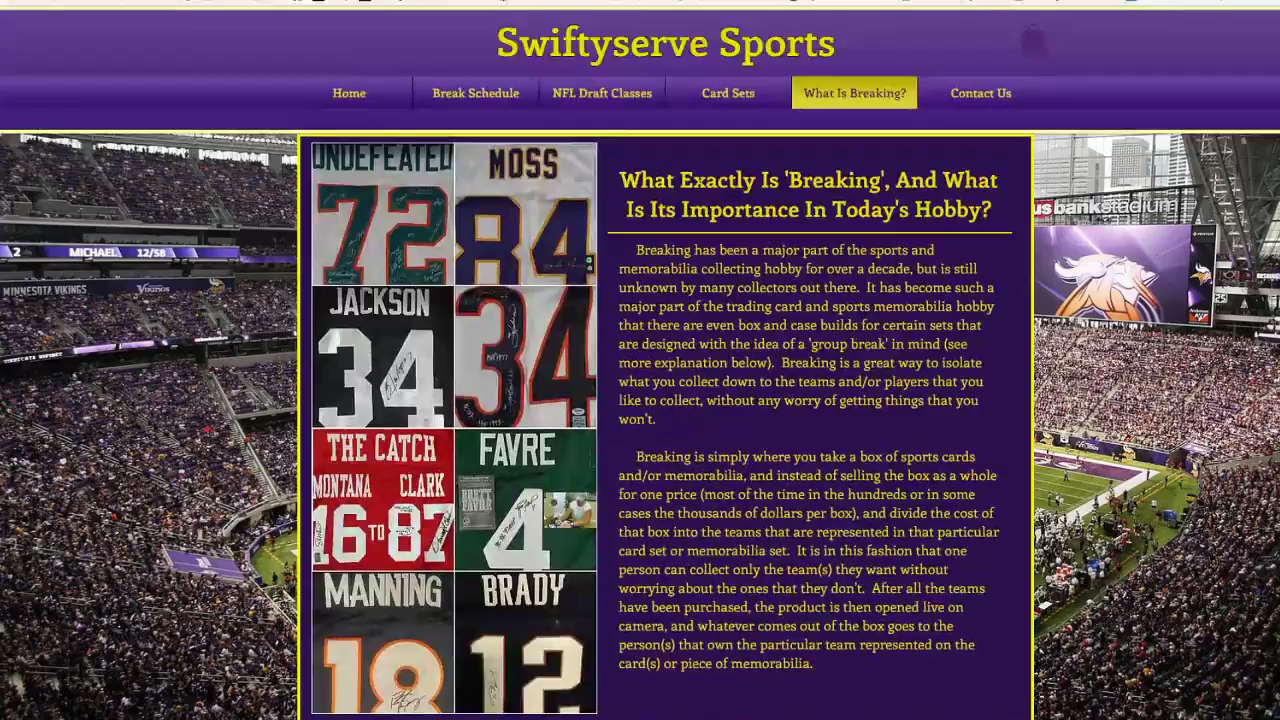 Swiftyserve Sports
Home
Break Schedule
NFL Draft Classes
Card Sets
What Is Breaking?
Contact Us
UNDEFEATED
72
MOSS
84
JACKSON
34
34
THE CATCH
MONTANA CLARK
16 TO 87
FAVRE
4
MANNING
18
BRADY
12
What Exactly Is 'Breaking', And What
Is Its Importance In Today's Hobby?
Breaking has been a major part of the sports and
memorabilia collecting hobby for over a decade, but is still
unknown by many collectors out there. It has become such a
major part of the trading card and sports memorabilia hobby
that there are even box and case builds for certain sets that
are designed with the idea of a 'group break' in mind (see
more explanation below). Breaking is a great way to isolate
what you collect down to the teams and/or players that you
like to collect, without any worry of getting things that you
won't.
Breaking is simply where you take a box of sports cards
and/or memorabilia, and instead of selling the box as a whole
for one price (most of the time in the hundreds or in some
cases the thousands of dollars per box), and divide the cost of
that box into the teams that are represented in that particular
card set or memorabilia set. It is in this fashion that one
person can collect only the team(s) they want without
worrying about the ones that they don't. After all the teams
have been purchased, the product is then opened live on
camera, and whatever comes out of the box goes to the
person(s) that own the particular team represented on the
card(s) or piece of memorabilia.
2 MICHAEL 12/58
MINNESOTA VIKINGS
VIKINGS
us bank stadium